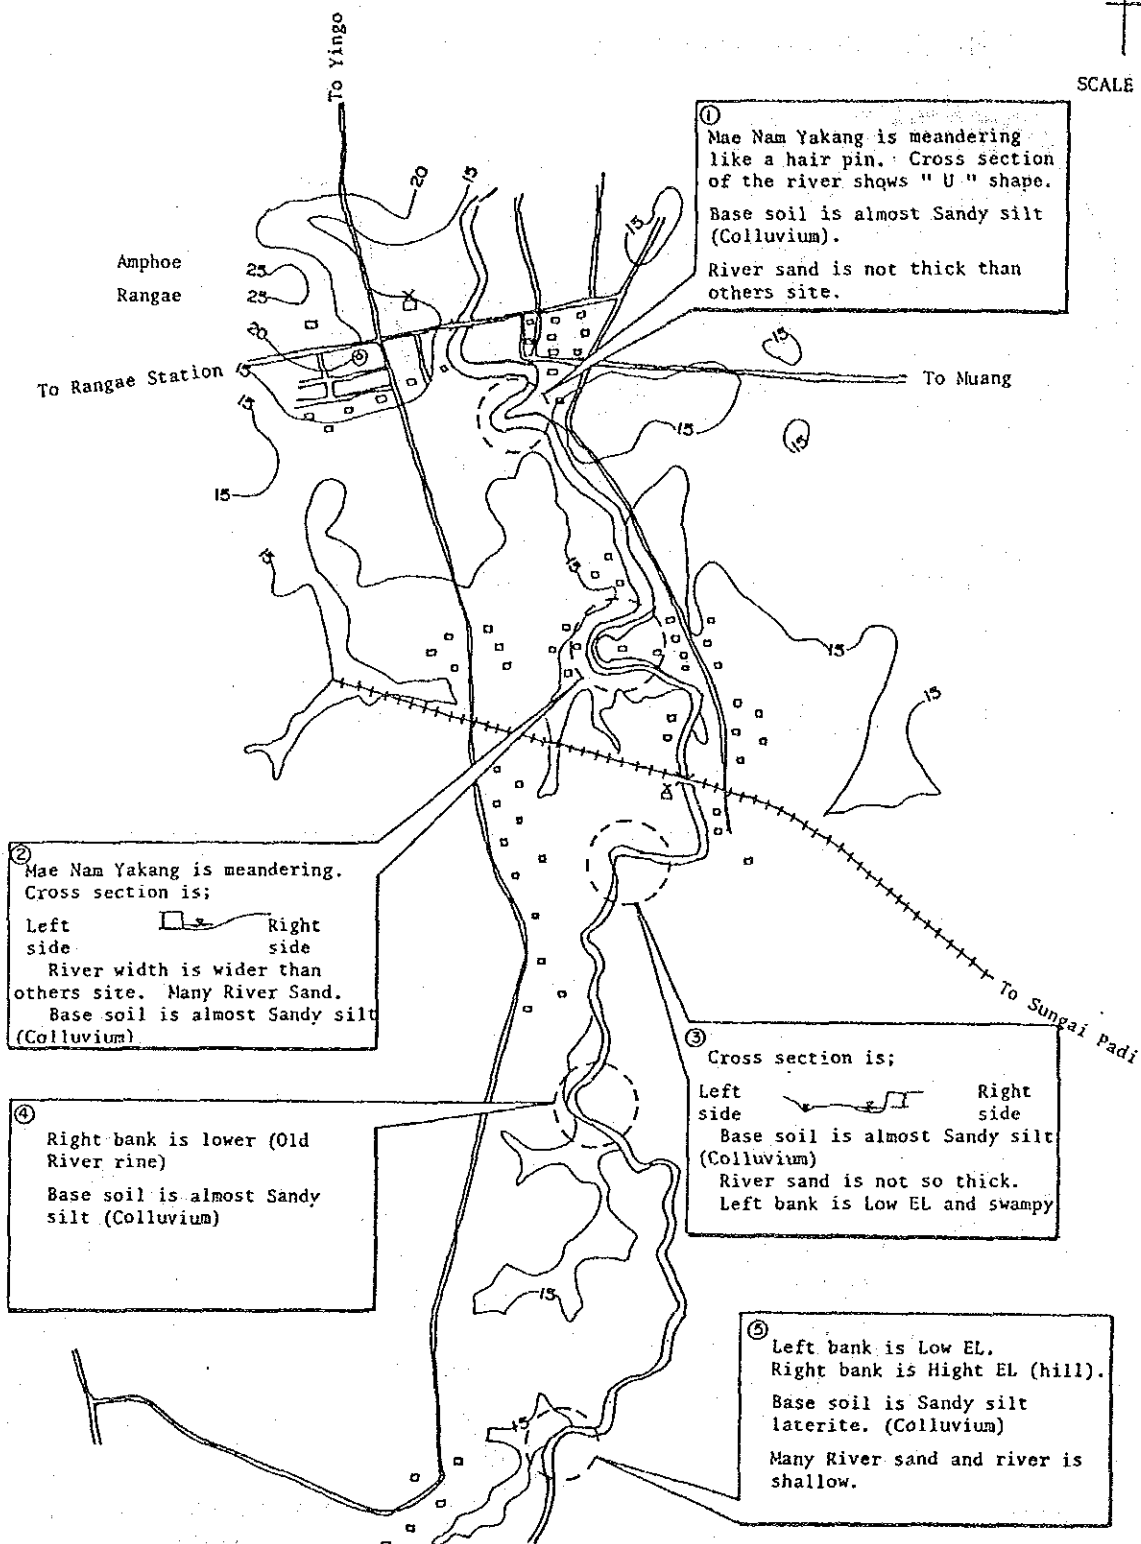 To Yingo
SCALE
①
Mae Nam Yakang is meandering
like a hair pin. Cross section
of the river shows " U " shape.
Base soil is almost Sandy silt
(Colluvium).
River sand is not thick than
others site.
20
15
15
Amphoe
Rangae
25
25
20
To Rangae Station
15
15
To Muang
15
15
15
15
15
15
15
15
15
②
Mae Nam Yakang is meandering.
Cross section is;
Left side
Right side
River width is wider than
others site. Many River Sand.
Base soil is almost Sandy silt
(Colluvium)
To Sungai Padi
③
Cross section is;
Left side
Right side
Base soil is almost Sandy silt
(Colluvium)
River sand is not so thick.
Left bank is Low EL and swampy
④
Right bank is lower (Old
River rine)
Base soil is almost Sandy
silt (Colluvium)
15
⑤
Left bank is Low EL.
Right bank is Hight EL (hill).
Base soil is Sandy silt
laterite. (Colluvium)
Many River sand and river is
shallow.
15